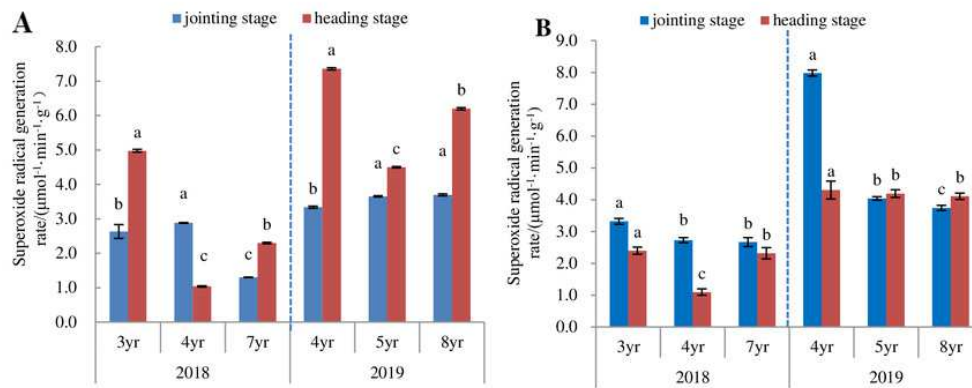 A
jointing stage heading stage
Superoxide radical generation
rate/(μmol⁻¹·min⁻¹·g⁻¹)
8.0
7.0
6.0
5.0
4.0
3.0
2.0
1.0
0.0
b a a c c b b a a c a b
3yr 4yr 7yr 4yr 5yr 8yr
2018 2019
B
jointing stage heading stage
Superoxide radical generation
rate/(μmol⁻¹·min⁻¹·g⁻¹)
9.0
8.0
7.0
6.0
5.0
4.0
3.0
2.0
1.0
0.0
a a b c b b a a b b c b
3yr 4yr 7yr 4yr 5yr 8yr
2018 2019